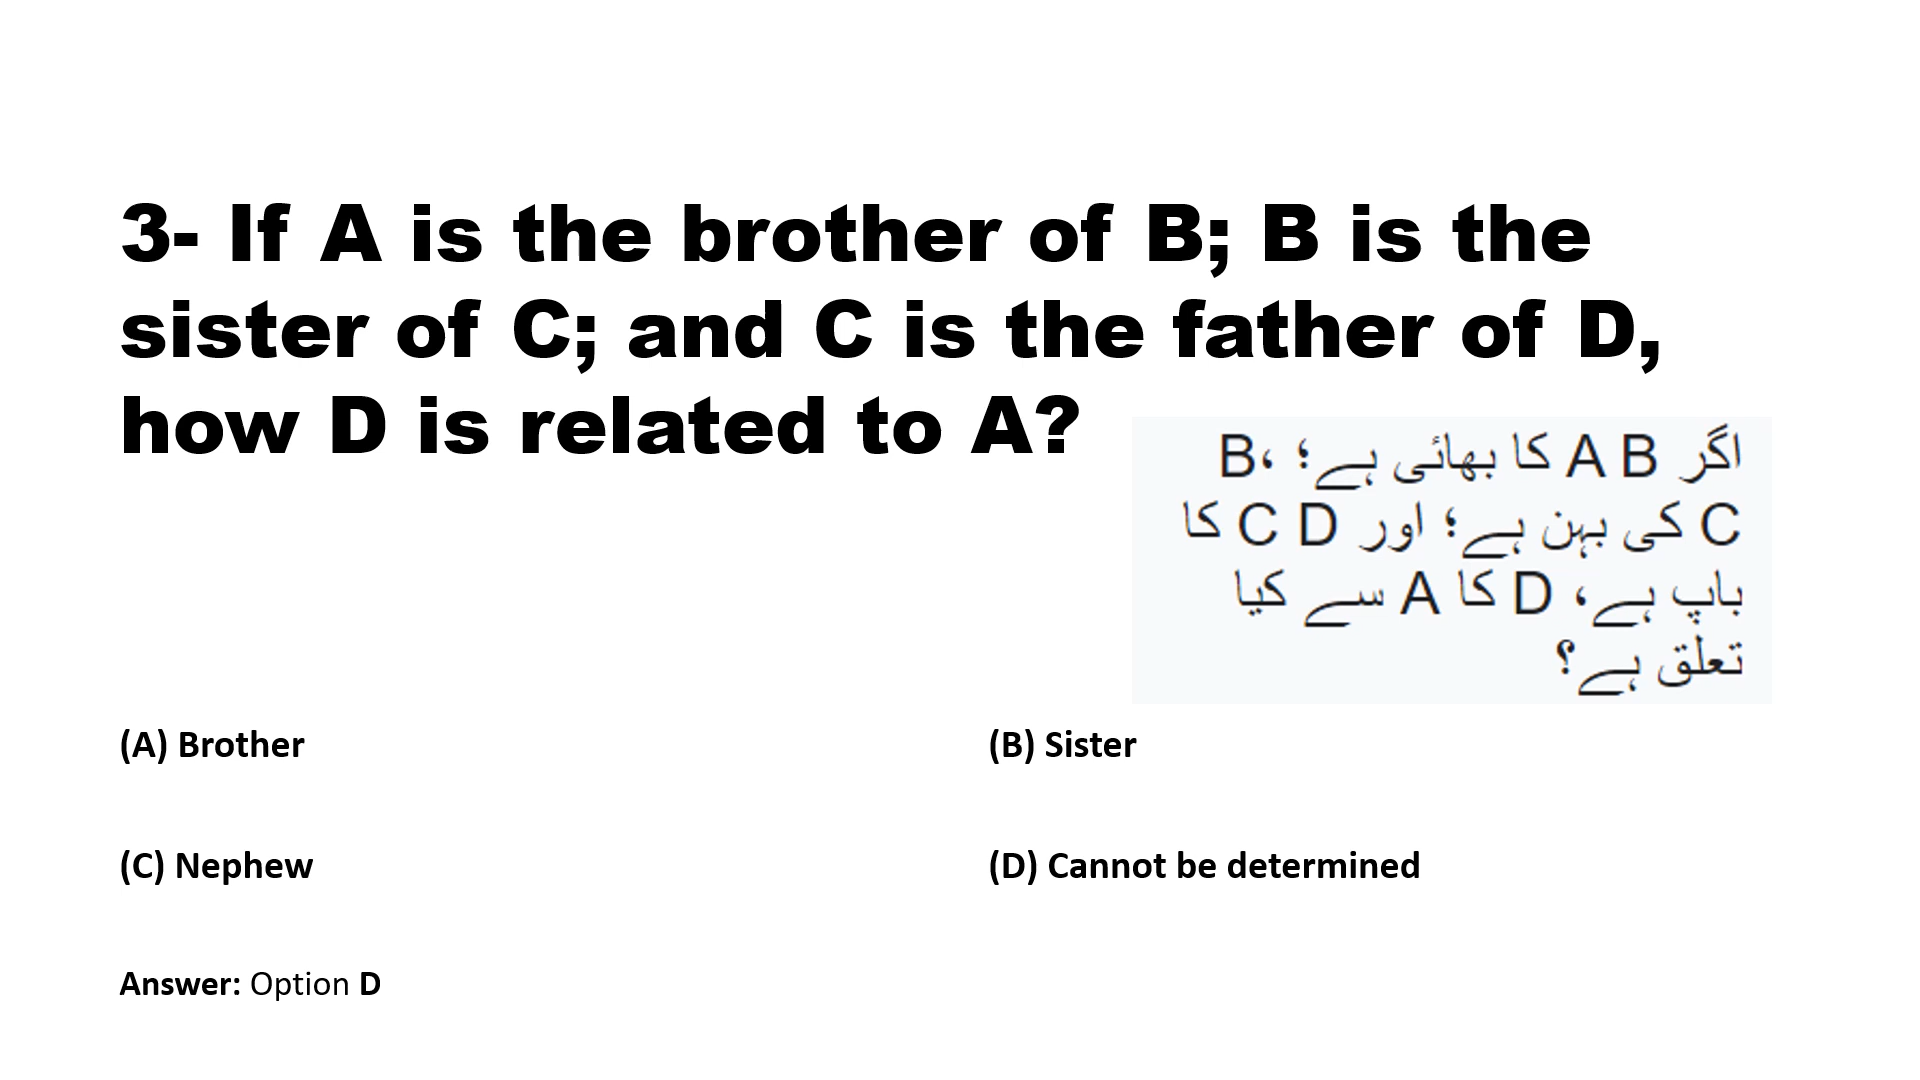 3- If A is the brother of B; B is the
sister of C; and C is the father of D,
how D is related to A?
اگر A B کا بھائی ہے؛ B،
C کی بہن ہے؛ اور C D کا
باپ ہے، D کا A سے کیا
تعلق ہے؟
(A) Brother
(B) Sister
(C) Nephew
(D) Cannot be determined
Answer: Option D